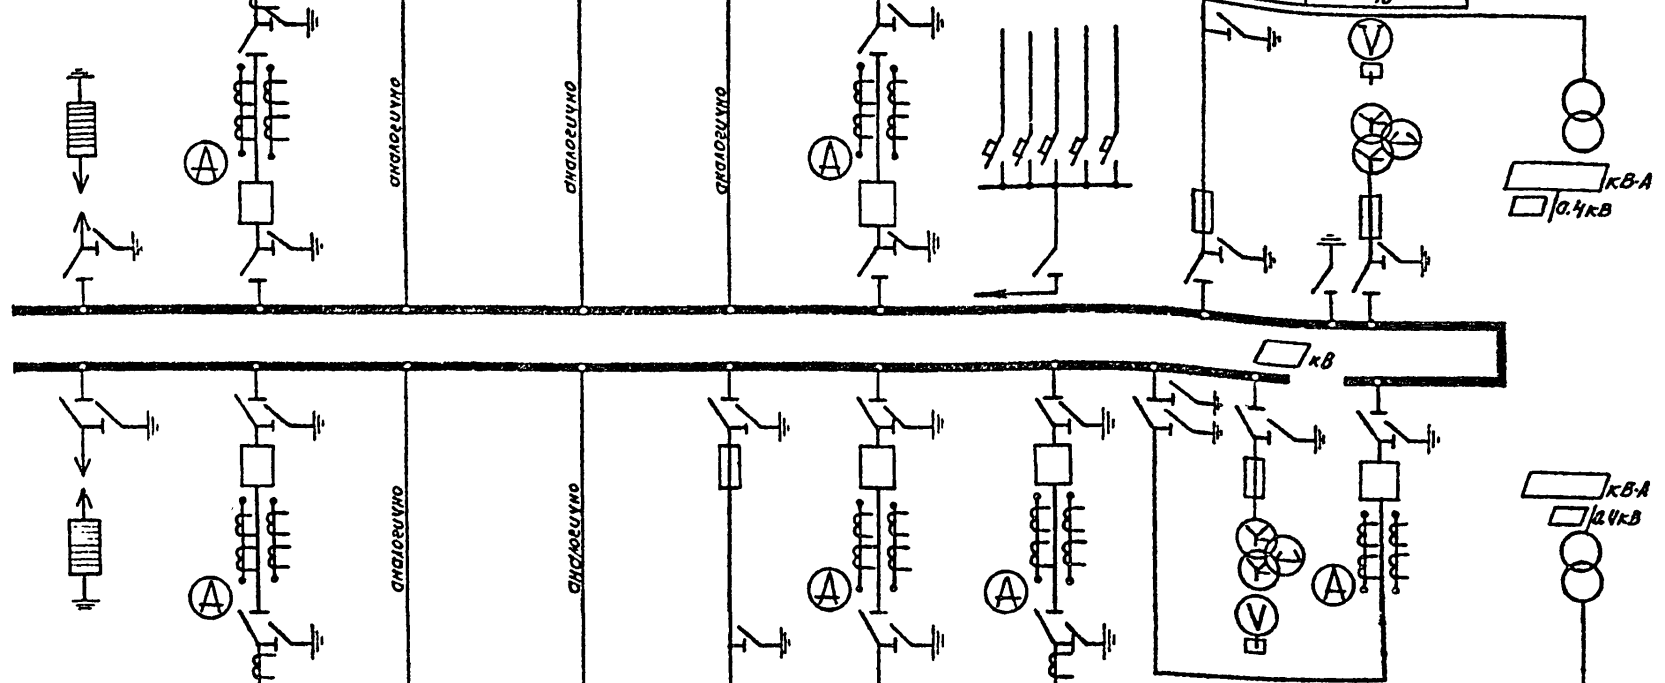 аналогично
аналогично
аналогично
V
A
A
кВ·А
0.4кВ
кВ
аналогично
аналогично
кВ·А
0.4кВ
A
A
A
A
V